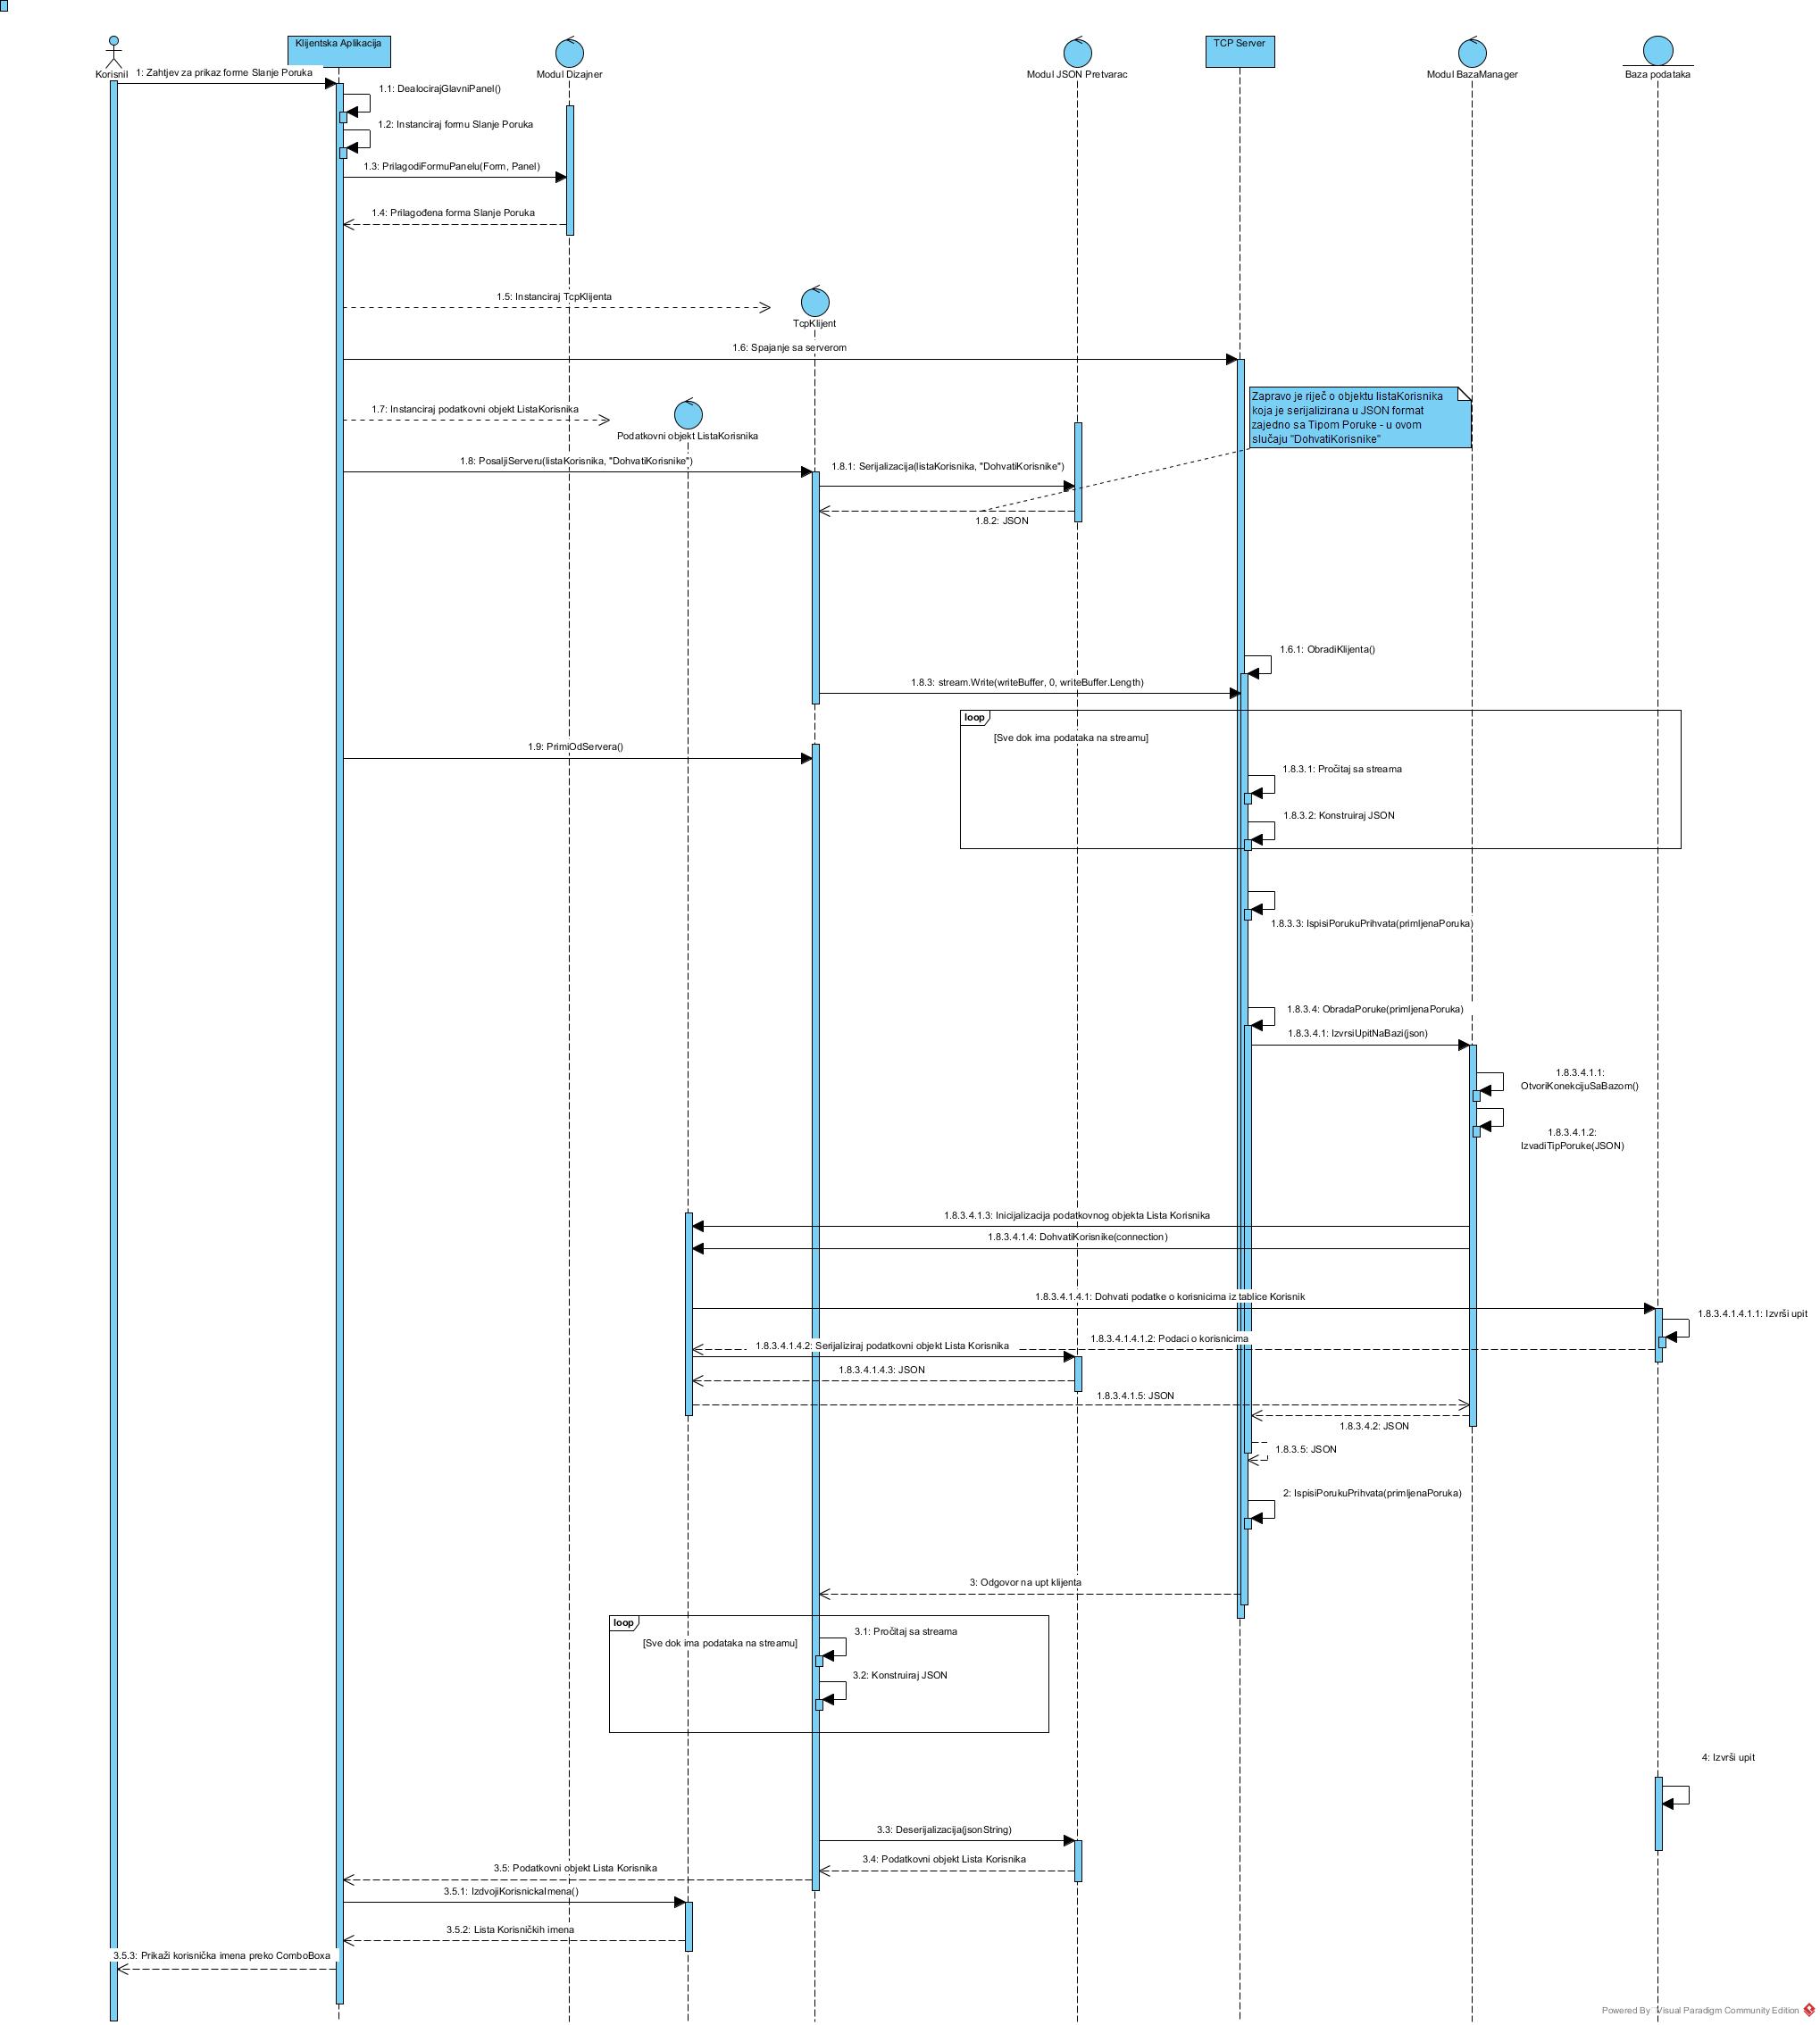 Klijentska Aplikacija
TCP Server
Korisnil
Modul Dizajner
Modul JSON Pretvarac
Modul BazaManager
Baza podataka
1: Zahtjev za prikaz forme Slanje Poruka
1.1: DealocirajGlavniPanel()
1.2: Instanciraj formu Slanje Poruka
1.3: PrilagodiFormuPanelu(Form, Panel)
1.4: Prilagođena forma Slanje Poruka
1.5: Instanciraj TcpKlijenta
TcpKlijent
1.6: Spajanje sa serverom
Zapravo je riječ o objektu listaKorisnika
koja je serijalizirana u JSON format
zajedno sa Tipom Poruke - u ovom
slučaju "DohvatiKorisnike"
1.7: Instanciraj podatkovni objekt ListaKorisnika
Podatkovni objekt ListaKorisnika
1.8: PosaljiServeru(listaKorisnika, "DohvatiKorisnike")
1.8.1: Serijalizacija(listaKorisnika, "DohvatiKorisnike")
1.8.2: JSON
1.6.1: ObradiKlijenta()
1.8.3: stream.Write(writeBuffer, 0, writeBuffer.Length)
loop
[Sve dok ima podataka na streamu]
1.9: PrimiOdServera()
1.8.3.1: Pročitaj sa streama
1.8.3.2: Konstruiraj JSON
1.8.3.3: IspisiPorukuPrihvata(primljenaPoruka)
1.8.3.4: ObradaPoruke(primljenaPoruka)
1.8.3.4.1: IzvrsiUpitNaBazi(json)
1.8.3.4.1.1:
OtvoriKonekcijuSaBazom()
1.8.3.4.1.2:
IzvadiTipPoruke(JSON)
1.8.3.4.1.3: Inicijalizacija podatkovnog objekta Lista Korisnika
1.8.3.4.1.4: DohvatiKorisnike(connection)
1.8.3.4.1.4.1: Dohvati podatke o korisnicima iz tablice Korisnik
1.8.3.4.1.4.1.1: Izvrši upit
1.8.3.4.1.4.1.2: Podaci o korisnicima
1.8.3.4.1.4.2: Serijaliziraj podatkovni objekt Lista Korisnika
1.8.3.4.1.4.3: JSON
1.8.3.4.1.5: JSON
1.8.3.4.2: JSON
1.8.3.5: JSON
2: IspisiPorukuPrihvata(primljenaPoruka)
3: Odgovor na upt klijenta
loop
[Sve dok ima podataka na streamu]
3.1: Pročitaj sa streama
3.2: Konstruiraj JSON
4: Izvrši upit
3.3: Deserijalizacija(jsonString)
3.4: Podatkovni objekt Lista Korisnika
3.5: Podatkovni objekt Lista Korisnika
3.5.1: IzdvojiKorisnickaImena()
3.5.2: Lista Korisničkih imena
3.5.3: Prikaži korisnička imena preko ComboBoxa
Powered By Visual Paradigm Community Edition